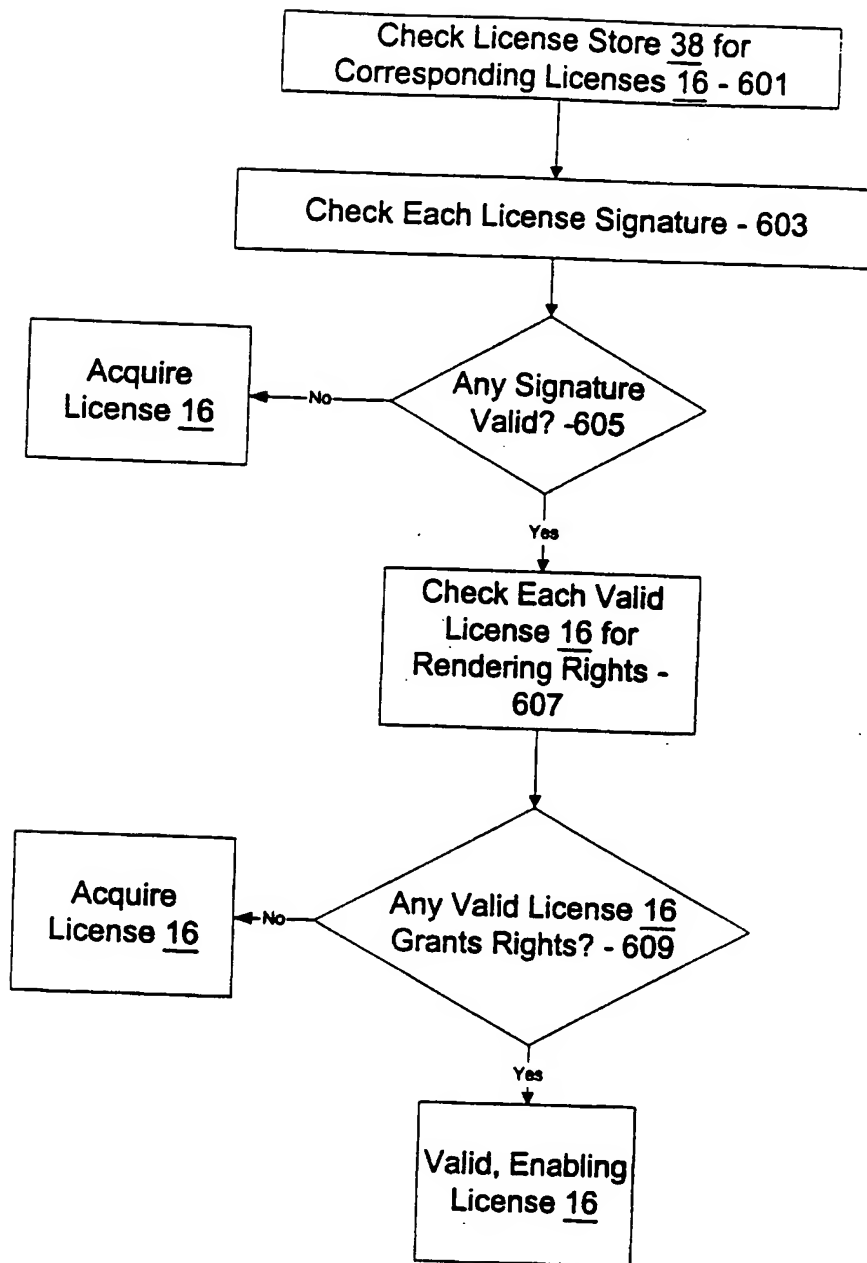 Check License Store 38 for
Corresponding Licenses 16 - 601
Check Each License Signature - 603
Acquire
License 16
No
Any Signature
Valid? -605
Yes
Check Each Valid
License 16 for
Rendering Rights -
607
Acquire
License 16
No
Any Valid License 16
Grants Rights? - 609
Yes
Valid, Enabling
License 16